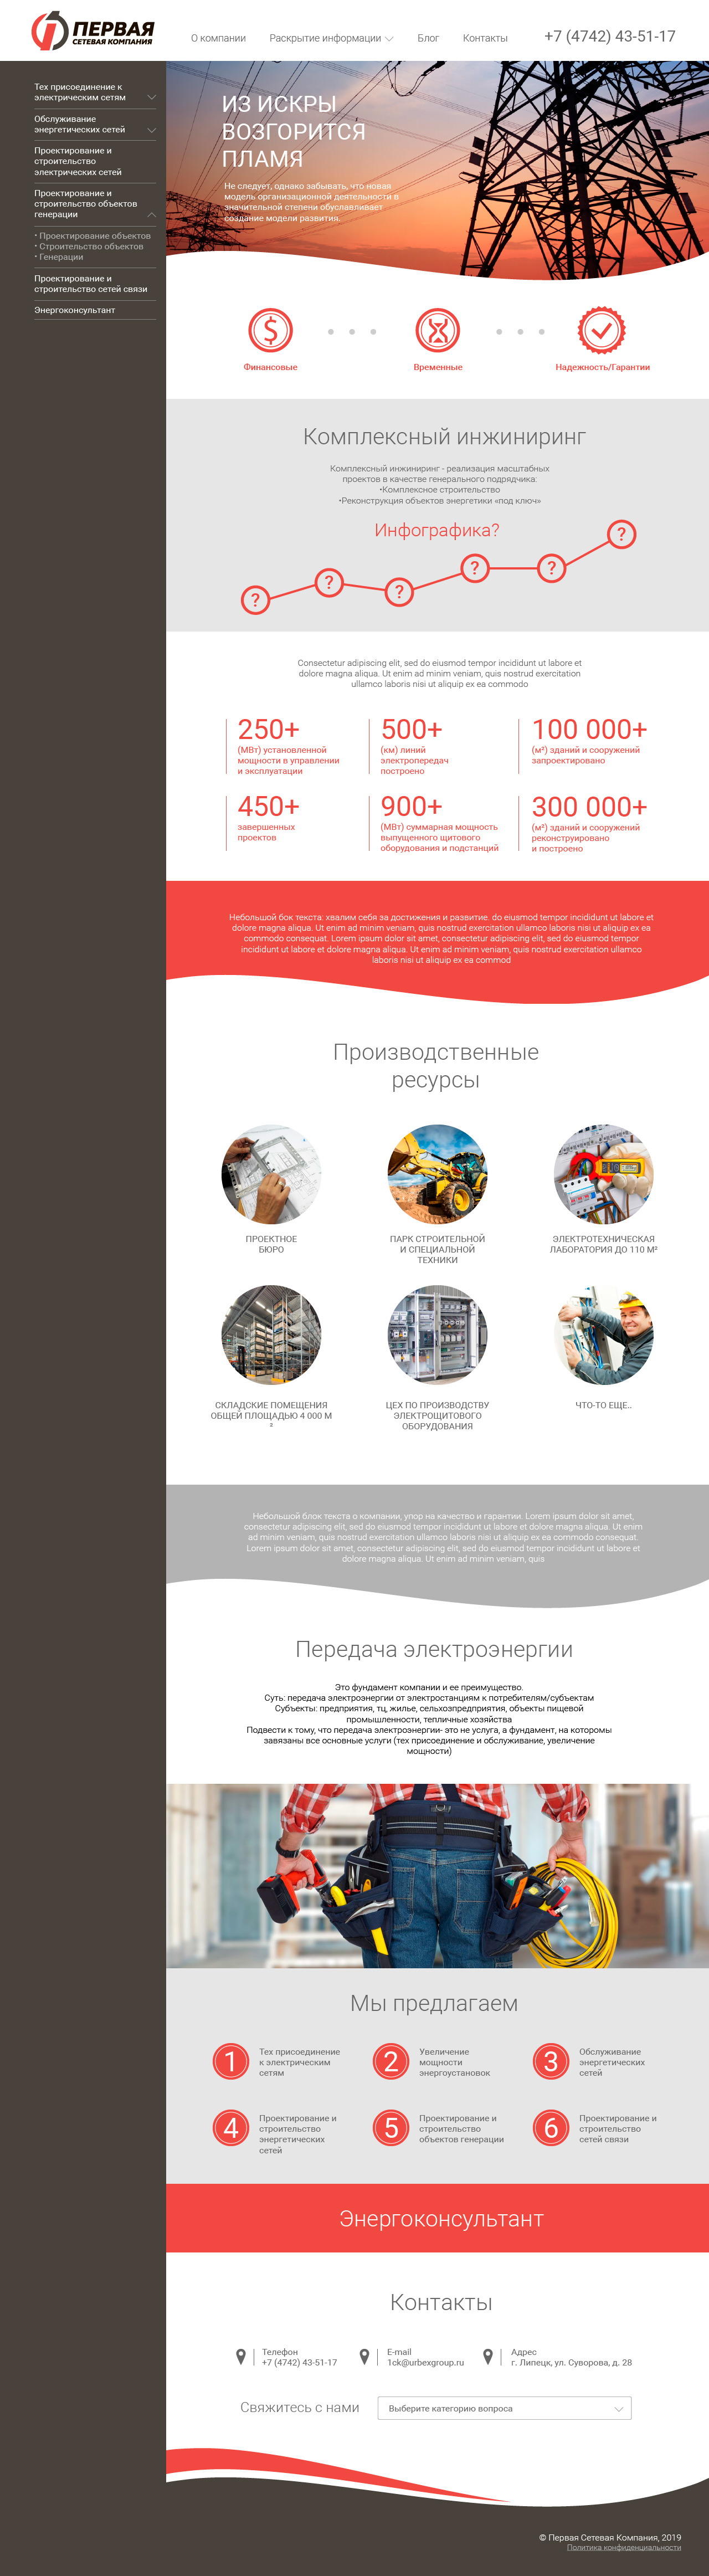 ПЕРВАЯ
СЕТЕВАЯ КОМПАНИЯ
О компании
Раскрытие информации
Блог
Контакты
+7 (4742) 43-51-17
Тех присоединение к
электрическим сетям
Обслуживание
энергетических сетей
Проектирование и
строительство
электрических сетей
Проектирование и
строительство объектов
генерации
• Проектирование объектов
• Строительство объектов
• Генерации
Проектирование и
строительство сетей связи
Энергоконсультант
ИЗ ИСКРЫ
ВОЗГОРИТСЯ
ПЛАМЯ
Не следует, однако забывать, что новая
модель организационной деятельности в
значительной степени обуславливает
создание модели развития.
Финансовые
Временные
Надежность/Гарантии
Комплексный инжиниринг
Комплексный инжиниринг - реализация масштабных
проектов в качестве генерального подрядчика:
•Комплексное строительство
•Реконструкция объектов энергетики «под ключ»
Инфографика?
?
?
?
?
?
?
Consectetur adipiscing elit, sed do eiusmod tempor incididunt ut labore et
dolore magna aliqua. Ut enim ad minim veniam, quis nostrud exercitation
ullamco laboris nisi ut aliquip ex ea commodo
250+
(МВт) установленной
мощности в управлении
и эксплуатации
500+
(км) линий
электропередач
построено
100 000+
(м²) зданий и сооружений
запроектировано
450+
завершенных
проектов
900+
(МВт) суммарная мощность
выпущенного щитового
оборудования и подстанций
300 000+
(м²) зданий и сооружений
реконструировано
и построено
Небольшой бок текста: хвалим себя за достижения и развитие. do eiusmod tempor incididunt ut labore et
dolore magna aliqua. Ut enim ad minim veniam, quis nostrud exercitation ullamco laboris nisi ut aliquip ex ea
commodo consequat. Lorem ipsum dolor sit amet, consectetur adipiscing elit, sed do eiusmod tempor
incididunt ut labore et dolore magna aliqua. Ut enim ad minim veniam, quis nostrud exercitation ullamco
laboris nisi ut aliquip ex ea commod
Производственные
ресурсы
ПРОЕКТНОЕ
БЮРО
ПАРК СТРОИТЕЛЬНОЙ
И СПЕЦИАЛЬНОЙ
ТЕХНИКИ
ЭЛЕКТРОТЕХНИЧЕСКАЯ
ЛАБОРАТОРИЯ ДО 110 М²
СКЛАДСКИЕ ПОМЕЩЕНИЯ
ОБЩЕЙ ПЛОЩАДЬЮ 4 000 М
²
ЦЕХ ПО ПРОИЗВОДСТВУ
ЭЛЕКТРОЩИТОВОГО
ОБОРУДОВАНИЯ
ЧТО-ТО ЕЩЕ..
Небольшой блок текста о компании, упор на качество и гарантии. Lorem ipsum dolor sit amet,
consectetur adipiscing elit, sed do eiusmod tempor incididunt ut labore et dolore magna aliqua. Ut enim
ad minim veniam, quis nostrud exercitation ullamco laboris nisi ut aliquip ex ea commodo consequat.
Lorem ipsum dolor sit amet, consectetur adipiscing elit, sed do eiusmod tempor incididunt ut labore et
dolore magna aliqua. Ut enim ad minim veniam, quis
Передача электроэнергии
Это фундамент компании и ее преимущество.
Суть: передача электроэнергии от электростанциям к потребителям/субъектам
Субъекты: предприятия, тц, жилье, сельхозпредприятия, объекты пищевой
промышленности, тепличные хозяйства
Подвести к тому, что передача электроэнергии- это не услуга, а фундамент, на которомы
завязаны все основные услуги (тех присоединение и обслуживание, увеличение
мощности)
Мы предлагаем
1
Тех присоединение
к электрическим
сетям
2
Увеличение
мощности
энергоустановок
3
Обслуживание
энергетических
сетей
4
Проектирование и
строительство
энергетических
сетей
5
Проектирование и
строительство
объектов генерации
6
Проектирование и
строительство
сетей связи
Энергоконсультант
Контакты
Телефон
+7 (4742) 43-51-17
E-mail
1ck@urbexgroup.ru
Адрес
г. Липецк, ул. Суворова, д. 28
Свяжитесь с нами
Выберите категорию вопроса
© Первая Сетевая Компания, 2019
Политика конфиденциальности